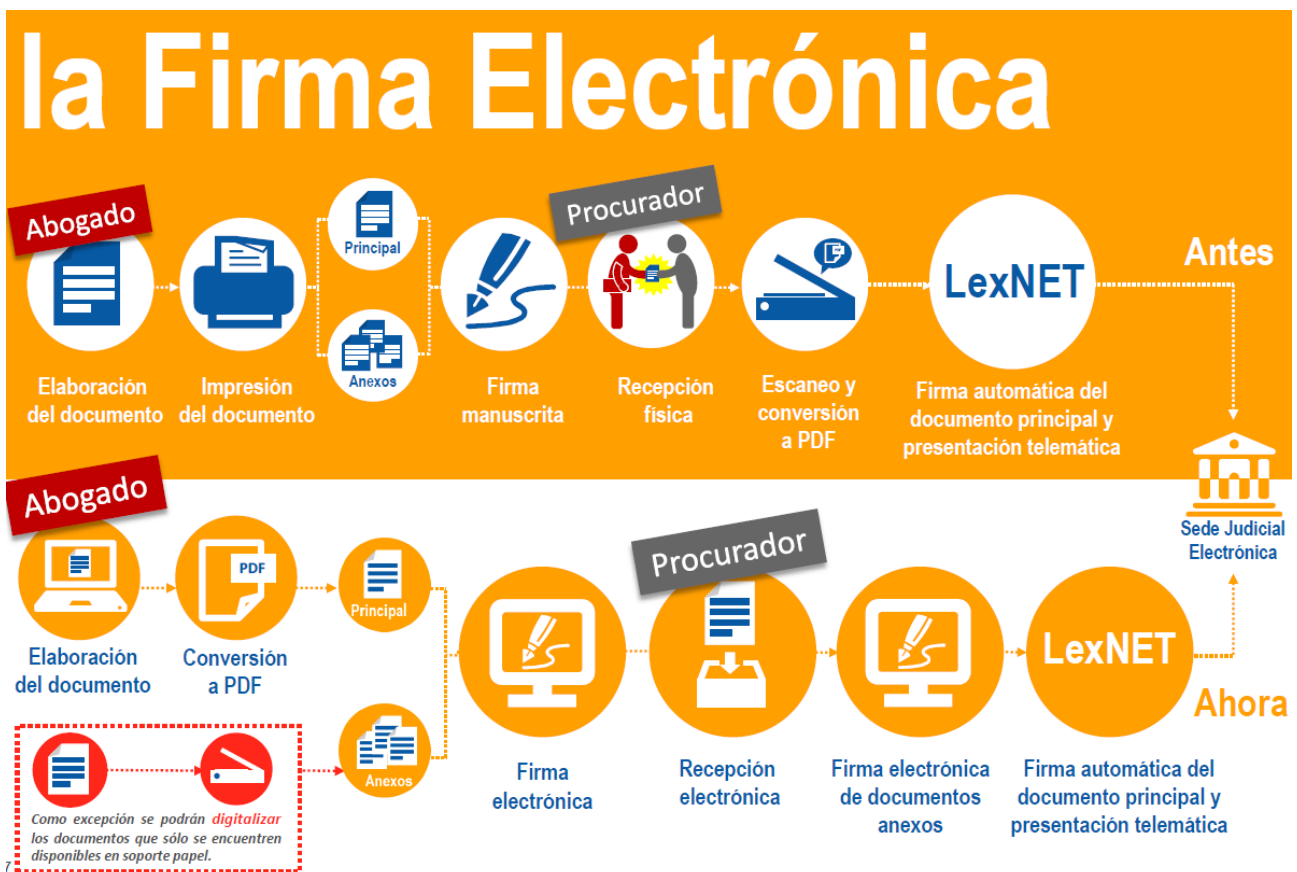 la Firma Electrónica
Abogado
Elaboración
del documento
Impresión
del documento
Principal
Anexos
Firma
manuscrita
Procurador
Recepción
física
Escaneo y
conversión
a PDF
LexNET
Firma automática del
documento principal y
presentación telemática
Antes
Sede Judicial
Electrónica
Abogado
Elaboración
del documento
PDF
Conversión
a PDF
Principal
Anexos
Como excepción se podrán digitalizar
los documentos que sólo se encuentren
disponibles en soporte papel.
Firma
electrónica
Procurador
Recepción
electrónica
Firma electrónica
de documentos
anexos
LexNET
Firma automática del
documento principal y
presentación telemática
Ahora
7